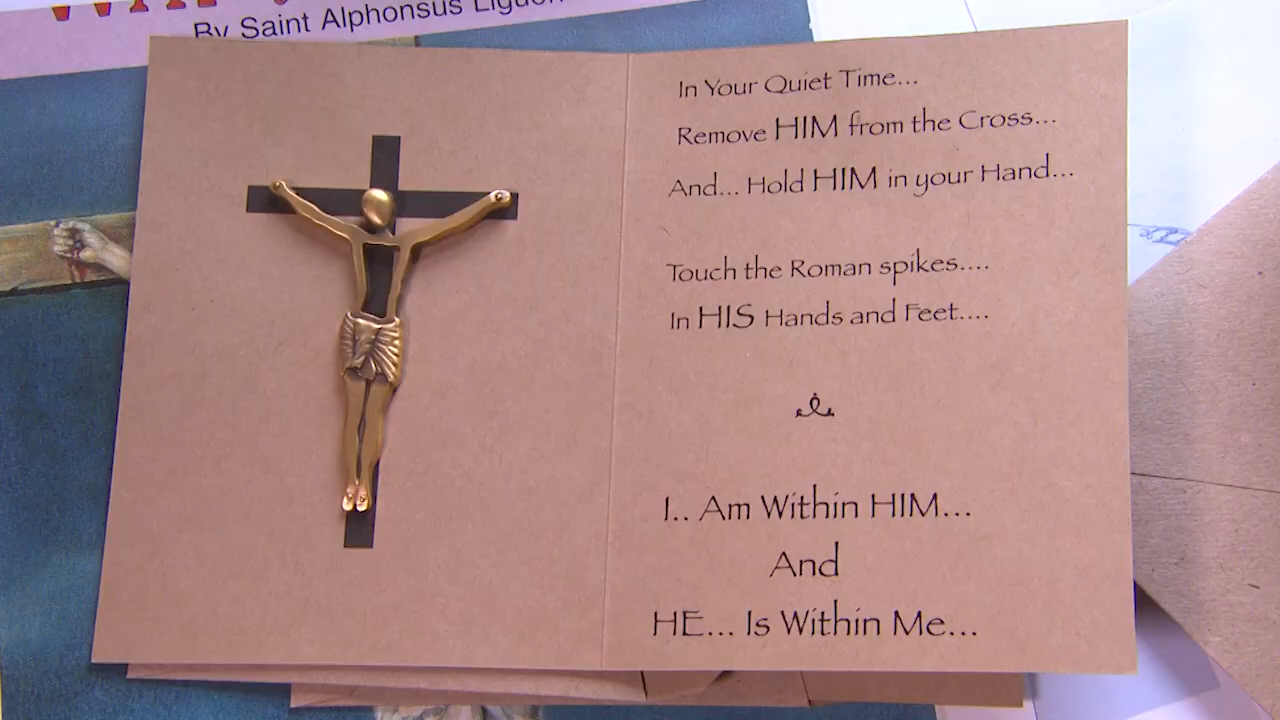 By Saint Alphonsus
In Your Quiet Time...
Remove HIM from the Cross...
And... Hold HIM in your Hand...
Touch the Roman spikes....
In HIS Hands and Feet....
I.. Am Within HIM...
And
HE... Is Within Me...